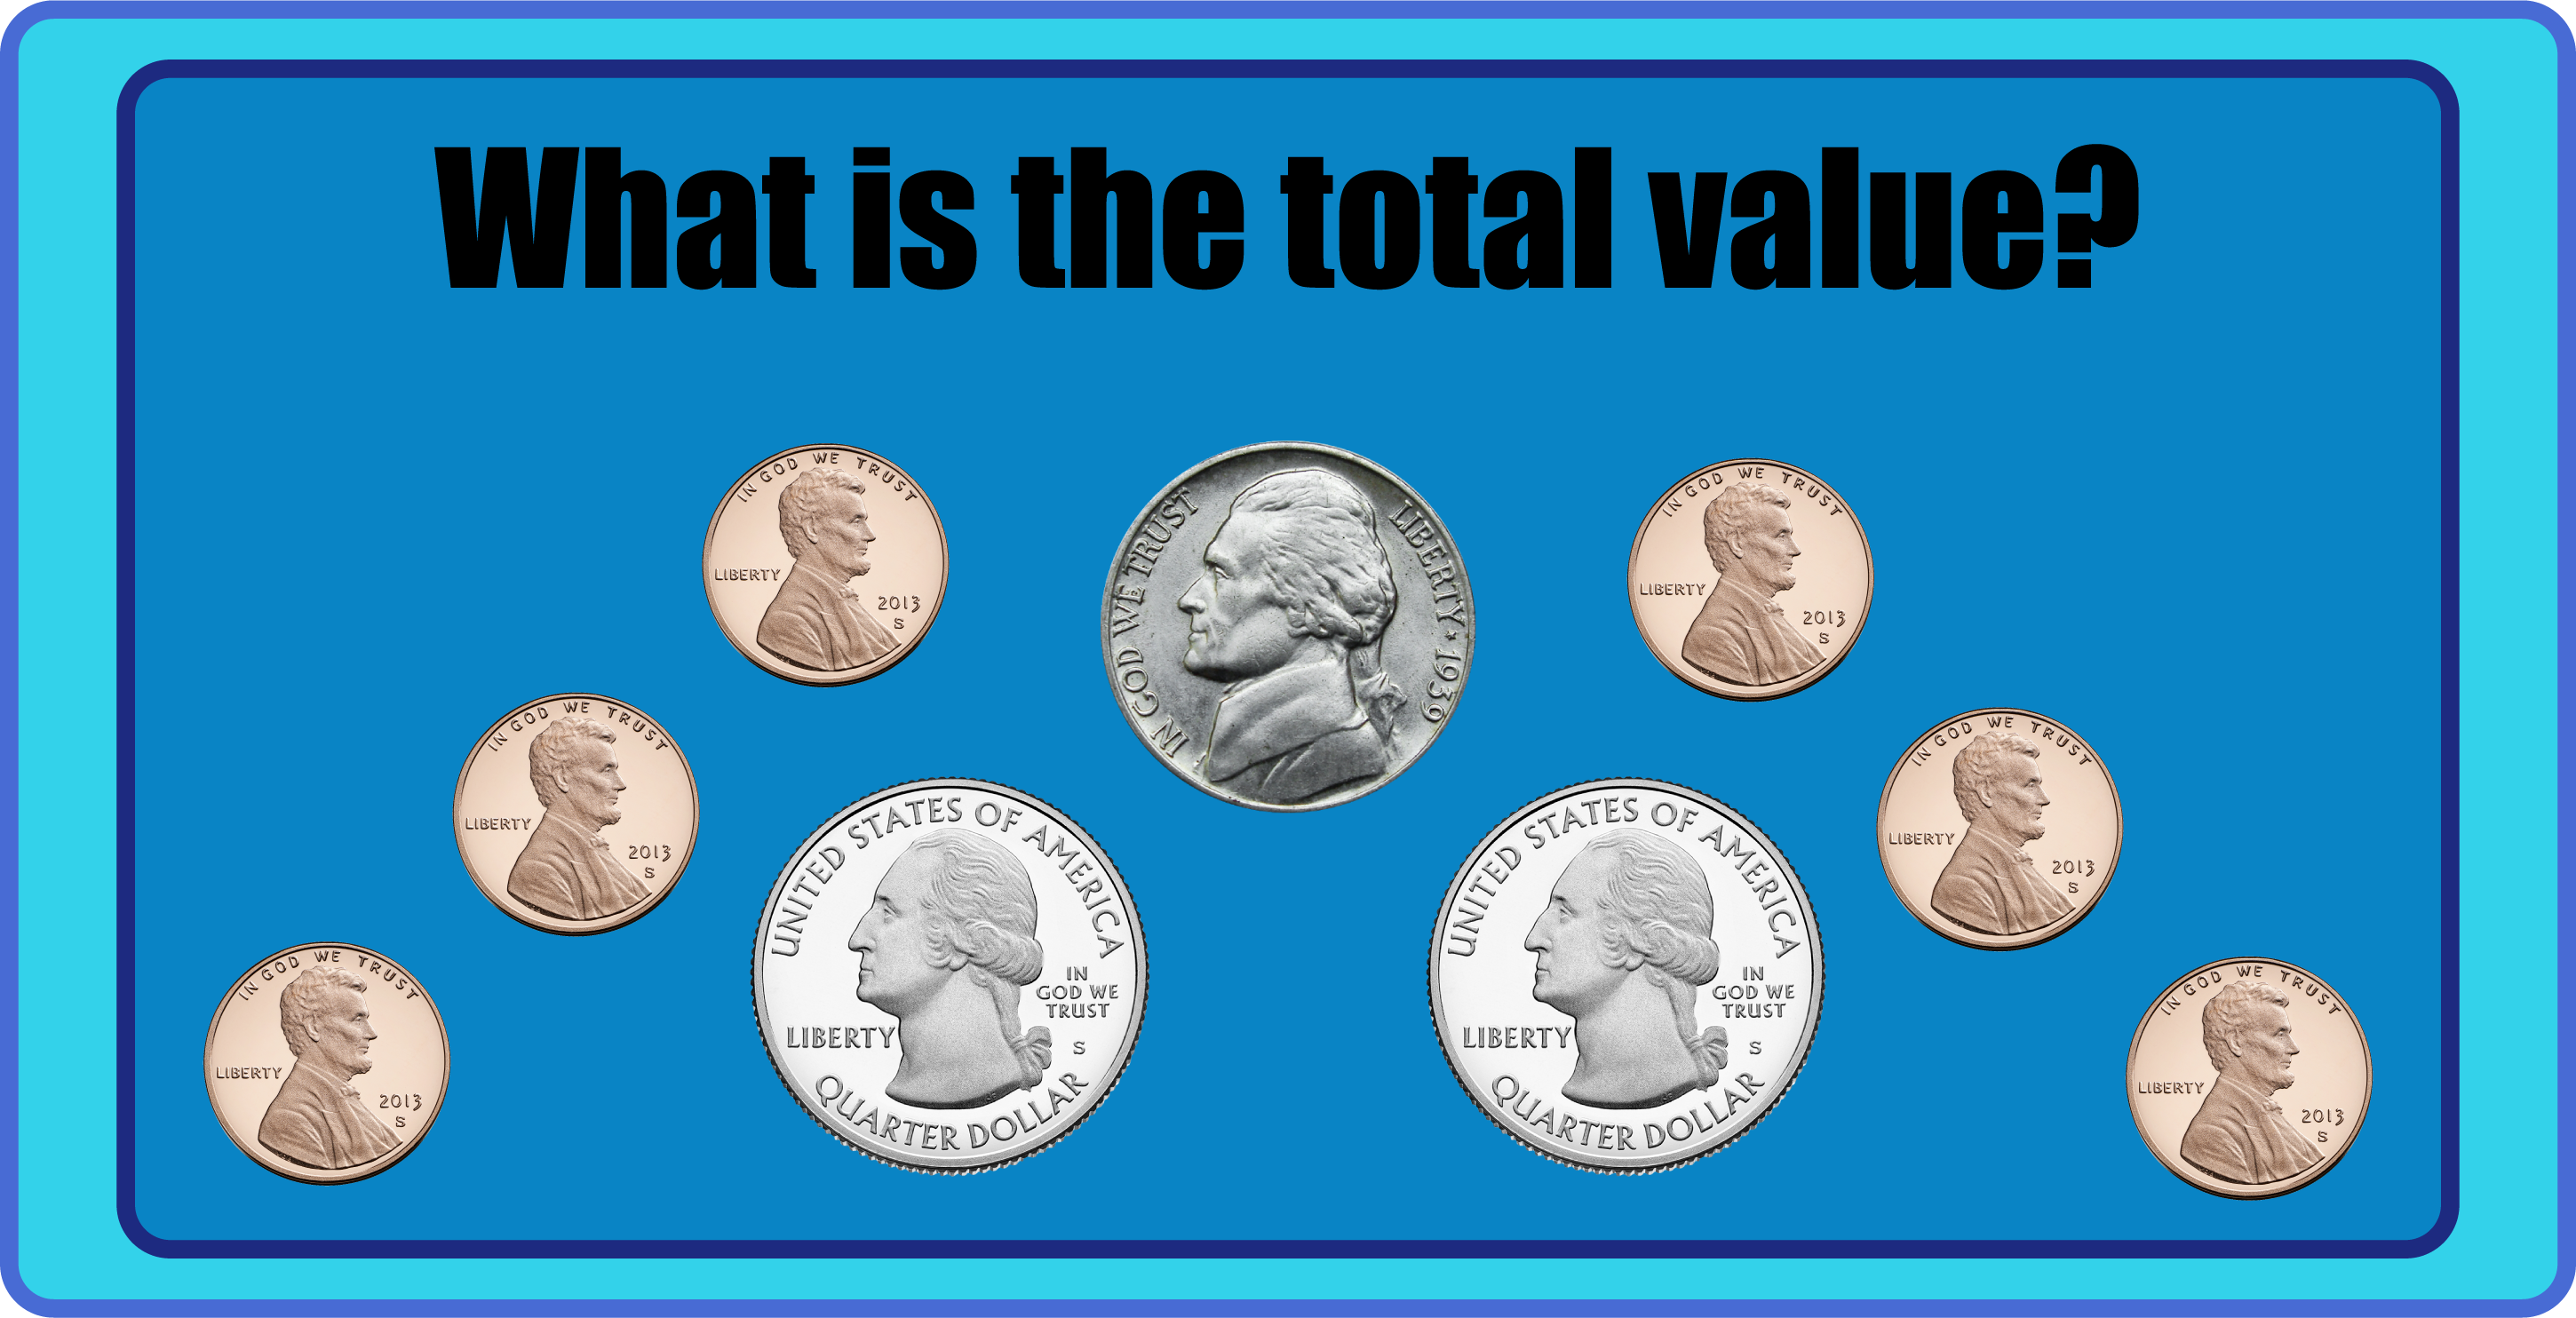 What is the total value?
IN GOD WE TRUST
LIBERTY
2013
S
IN GOD WE TRUST
LIBERTY · 1939
IN GOD WE TRUST
LIBERTY
2013
S
IN GOD WE TRUST
LIBERTY
2013
S
IN GOD WE TRUST
LIBERTY
2013
S
UNITED STATES OF AMERICA
IN
GOD WE
TRUST
LIBERTY
S
QUARTER DOLLAR
UNITED STATES OF AMERICA
IN
GOD WE
TRUST
LIBERTY
S
QUARTER DOLLAR
IN GOD WE TRUST
LIBERTY
2013
S
IN GOD WE TRUST
LIBERTY
2013
S